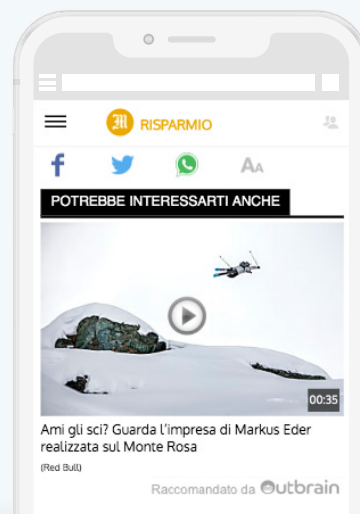 RISPARMIO
AA
POTREBBE INTERESSARTI ANCHE
00:35
Ami gli sci? Guarda l'impresa di Markus Eder
realizzata sul Monte Rosa
(Red Bull)
Raccomandato da Outbrain